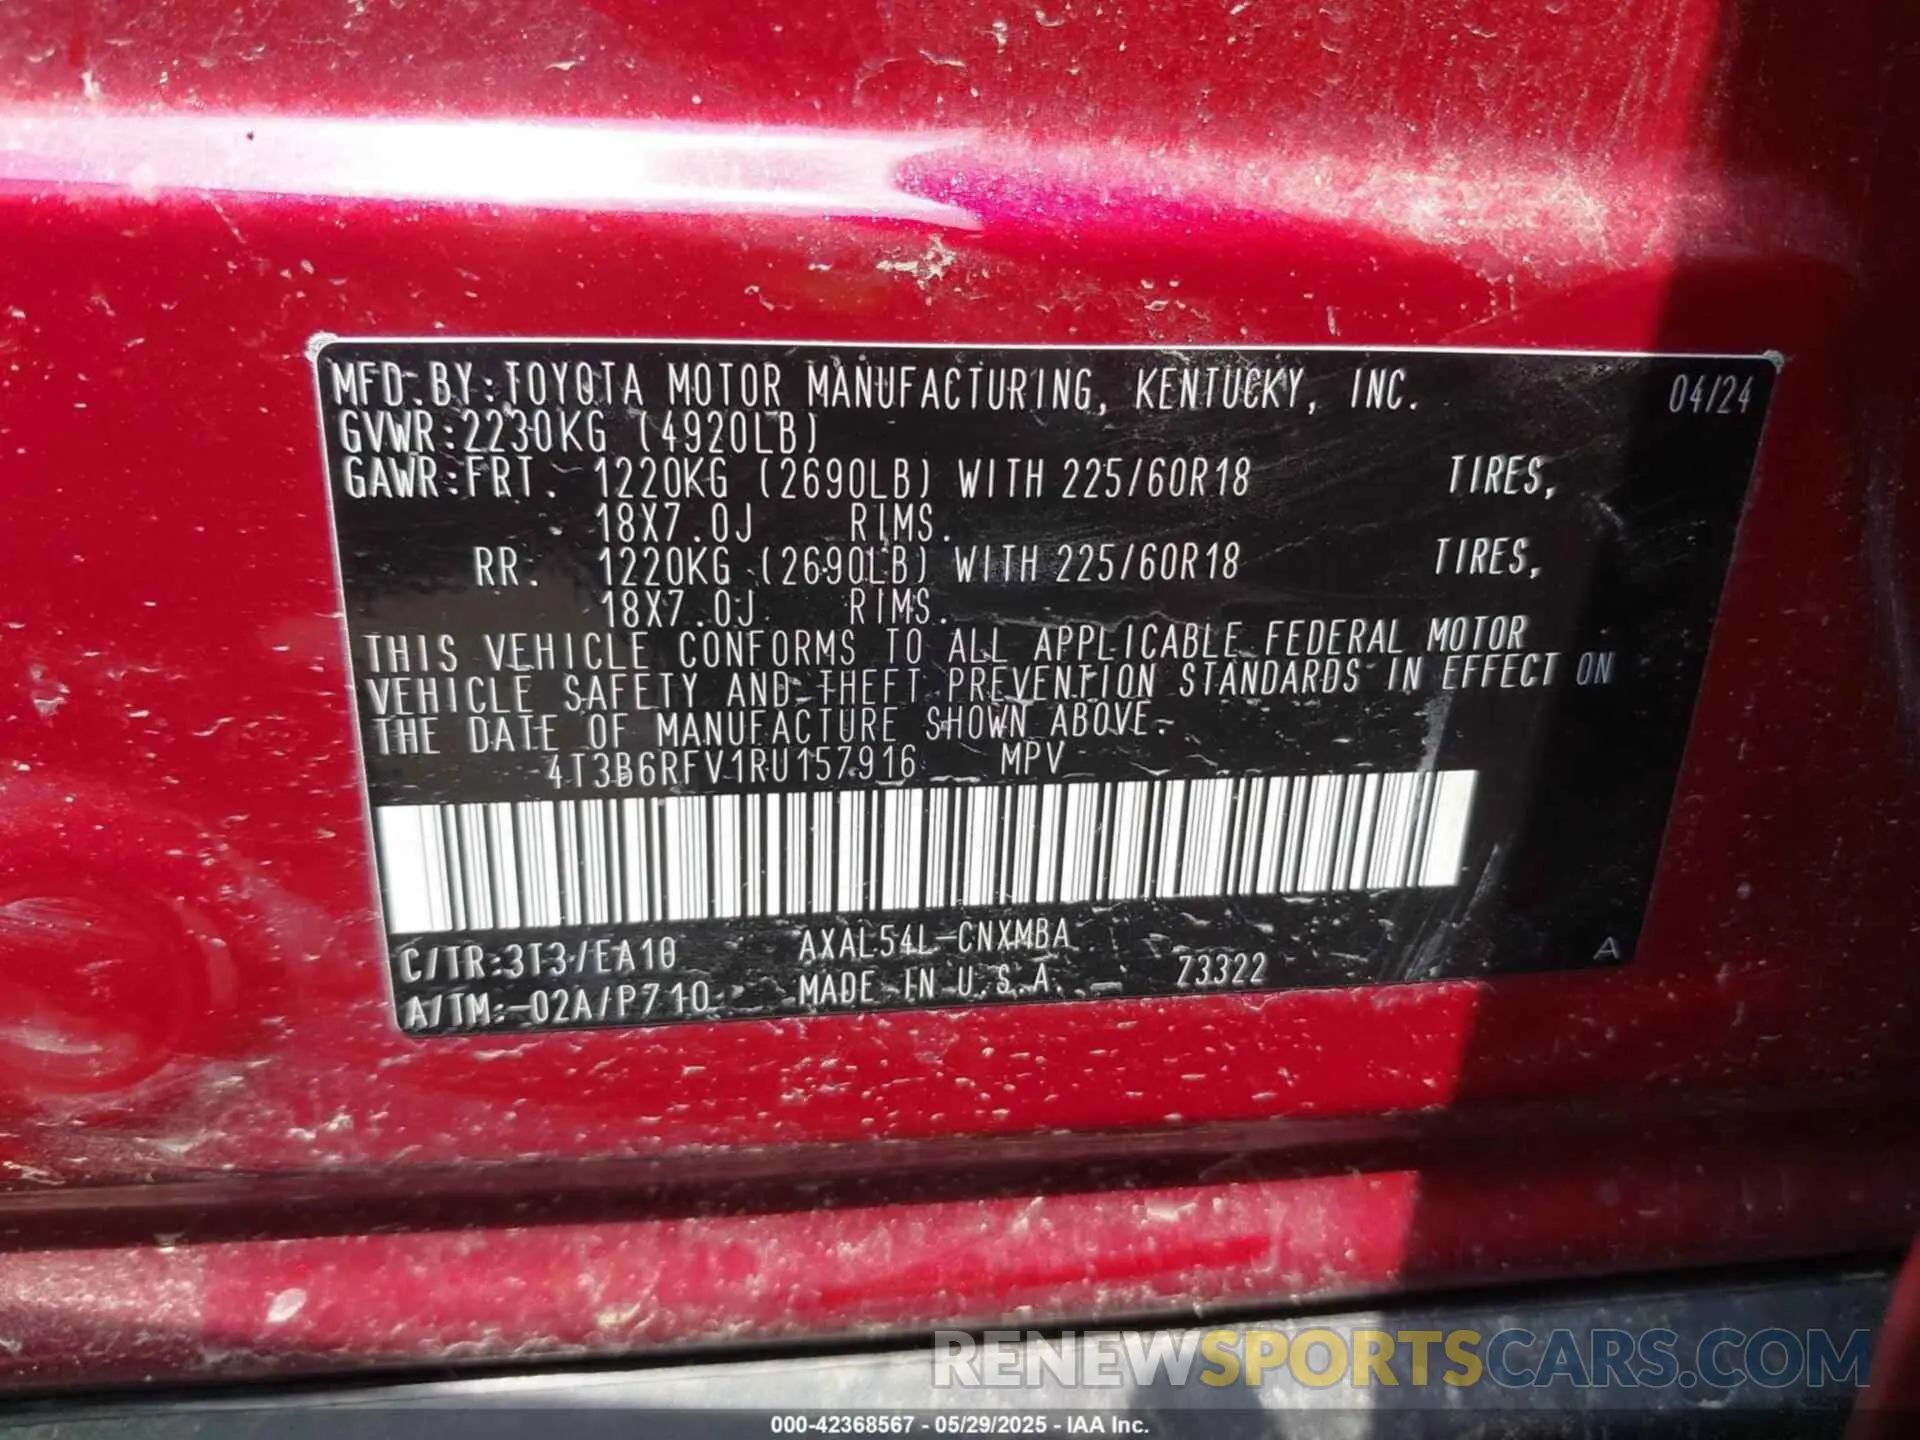 MFD. BY: TOYOTA MOTOR MANUFACTURING, KENTUCKY, INC. 04/24
GVWR: 2230KG (4920LB)
GAWR: FRT. 1220KG (2690LB) WITH 225/60R18 TIRES,
18X7.0J RIMS.
RR. 1220KG (2690LB) WITH 225/60R18 TIRES,
18X7.0J RIMS.
THIS VEHICLE CONFORMS TO ALL APPLICABLE FEDERAL MOTOR
VEHICLE SAFETY AND THEFT PREVENTION STANDARDS IN EFFECT ON
THE DATE OF MANUFACTURE SHOWN ABOVE.
4T3B6RFV1RU157916 MPV
C/TR: 3T3/EA10 AXAL54L-CNXMBA A
A/TM: -02A/P710 MADE IN U.S.A. 73322
RENEWSPORTSCARS.COM
000-42368567 - 05/29/2025 - IAA Inc.